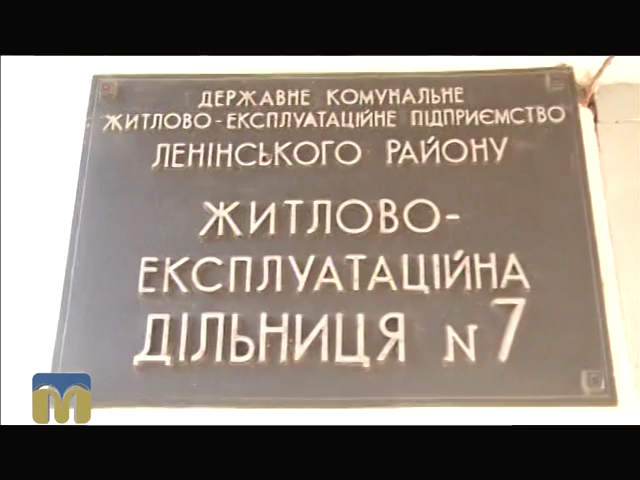 ДЕРЖАВНЕ КОМУНАЛЬНЕ
ЖИТЛОВО-ЕКСПЛУАТАЦІЙНЕ ПІДПРИЄМСТВО
ЛЕНІНСЬКОГО РАЙОНУ
ЖИТЛОВО-
ЕКСПЛУАТАЦІЙНА
ДІЛЬНИЦЯ N 7
М